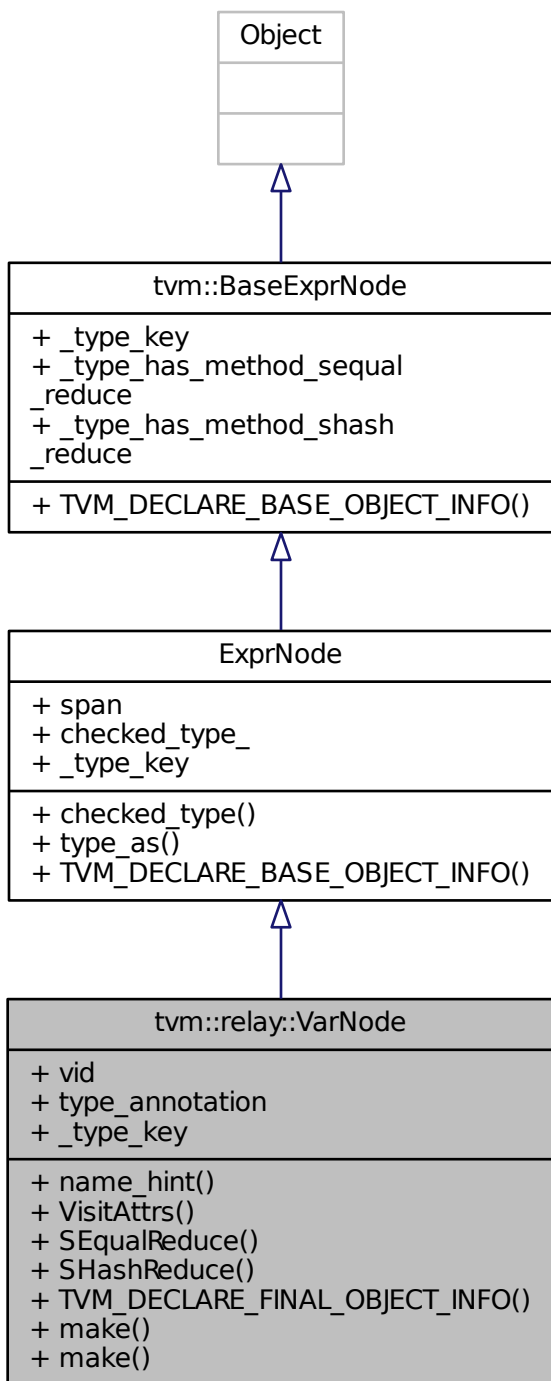 Object
tvm::BaseExprNode
+ _type_key
+ _type_has_method_sequal
_reduce
+ _type_has_method_shash
_reduce
+ TVM_DECLARE_BASE_OBJECT_INFO()
ExprNode
+ span
+ checked_type_
+ _type_key
+ checked_type()
+ type_as()
+ TVM_DECLARE_BASE_OBJECT_INFO()
tvm::relay::VarNode
+ vid
+ type_annotation
+ _type_key
+ name_hint()
+ VisitAttrs()
+ SEqualReduce()
+ SHashReduce()
+ TVM_DECLARE_FINAL_OBJECT_INFO()
+ make()
+ make()